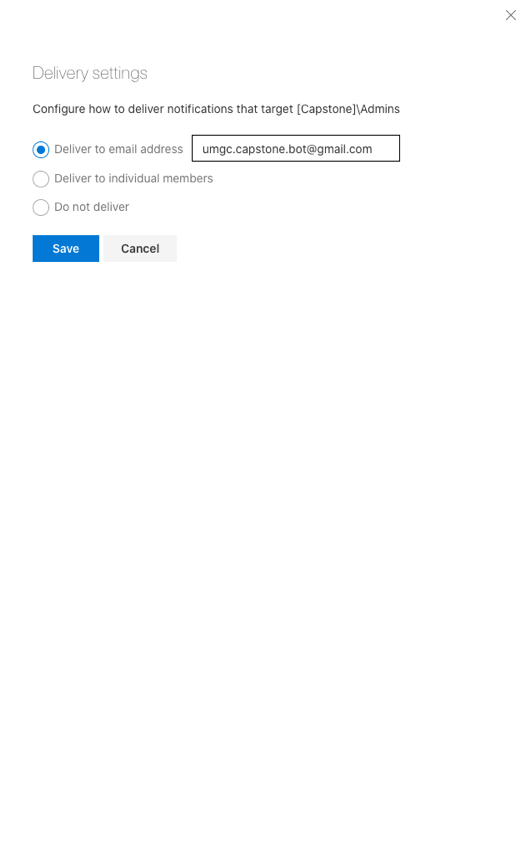 Delivery settings
Configure how to deliver notifications that target [Capstone]\Admins
Deliver to email address umgc.capstone.bot@gmail.com
Deliver to individual members
Do not deliver
Save Cancel